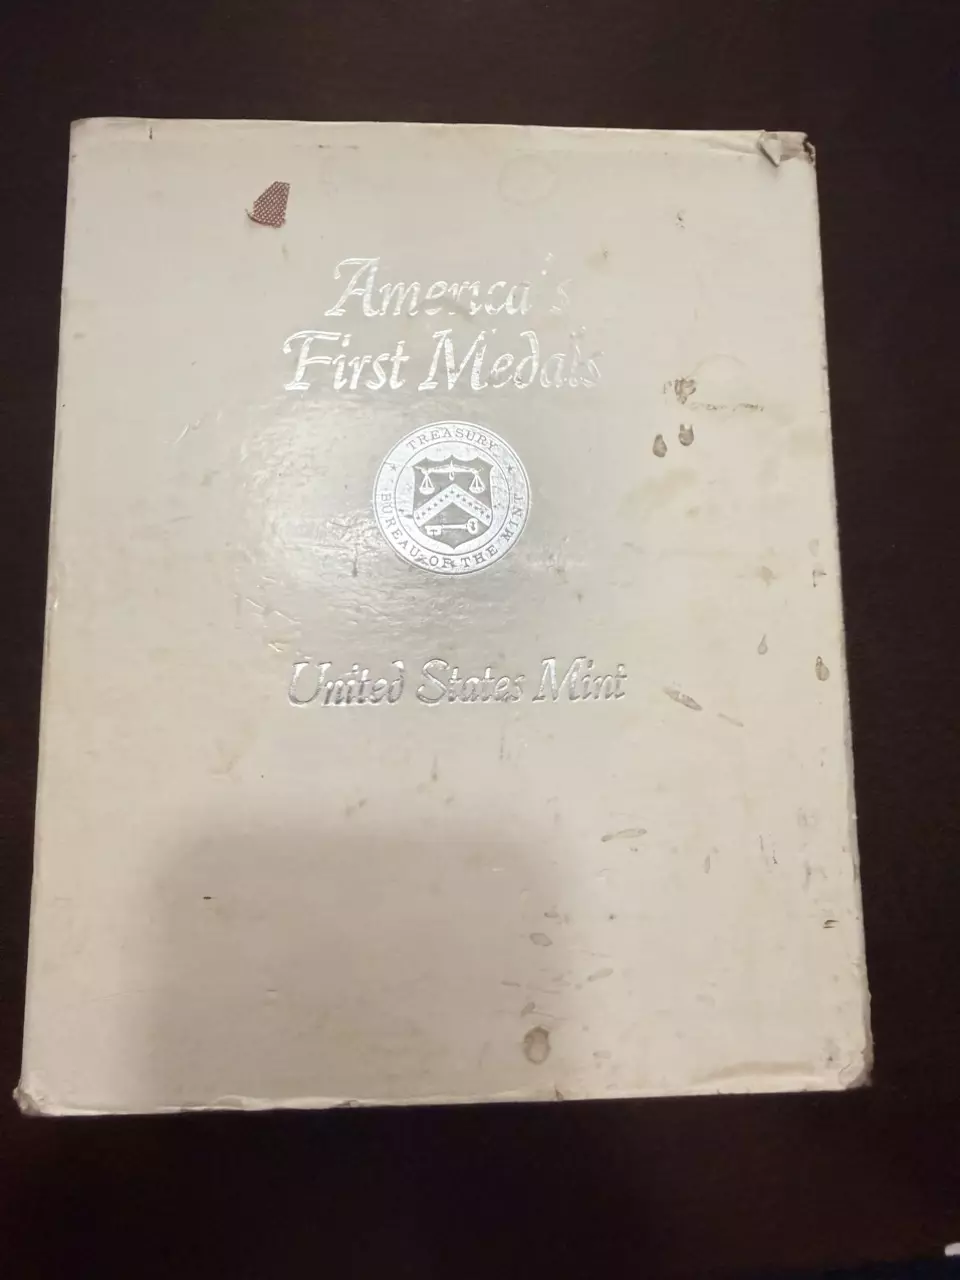 America's
First Medals
TREASURY
BUREAU OF THE MINT
United States Mint